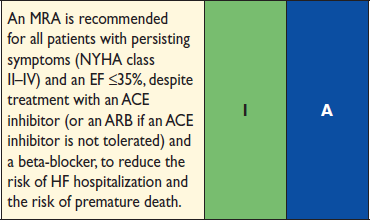 An MRA is recommended
for all patients with persisting
symptoms (NYHA class
II–IV) and an EF ≤35%, despite
treatment with an ACE
inhibitor (or an ARB if an ACE
inhibitor is not tolerated) and
a beta-blocker, to reduce the
risk of HF hospitalization and
the risk of premature death.
I
A